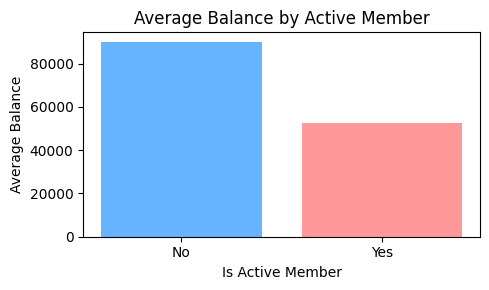 Average Balance by Active Member
Average Balance
80000
60000
40000
20000
0
No
Yes
Is Active Member